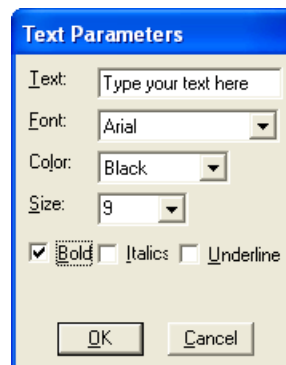 Text Parameters
Text: Type your text here
Font: Arial
Color: Black
Size: 9
Bold Italics Underline
OK Cancel